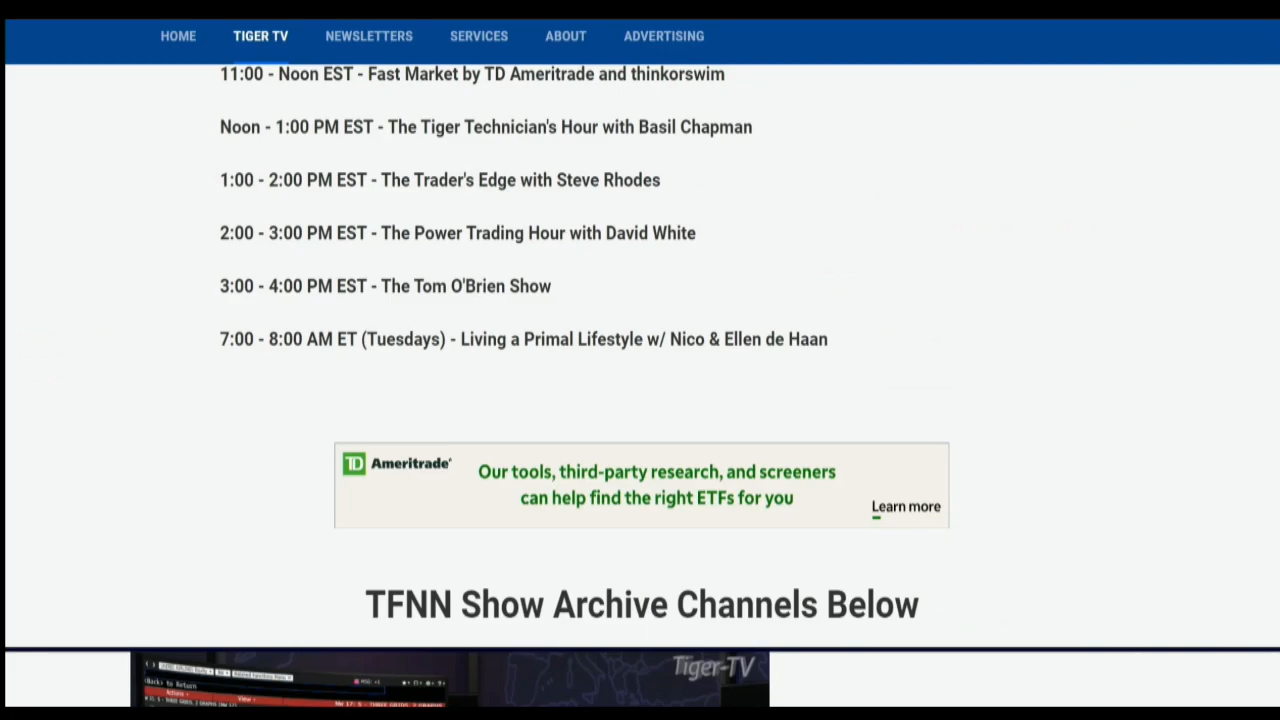 HOME TIGER TV NEWSLETTERS SERVICES ABOUT ADVERTISING
11:00 - Noon EST - Fast Market by TD Ameritrade and thinkorswim
Noon - 1:00 PM EST - The Tiger Technician's Hour with Basil Chapman
1:00 - 2:00 PM EST - The Trader's Edge with Steve Rhodes
2:00 - 3:00 PM EST - The Power Trading Hour with David White
3:00 - 4:00 PM EST - The Tom O'Brien Show
7:00 - 8:00 AM ET (Tuesdays) - Living a Primal Lifestyle w/ Nico & Ellen de Haan
TD Ameritrade
Our tools, third-party research, and screeners
can help find the right ETFs for you
Learn more
TFNN Show Archive Channels Below
Tiger-TV
<Back> to Return
Actions
View